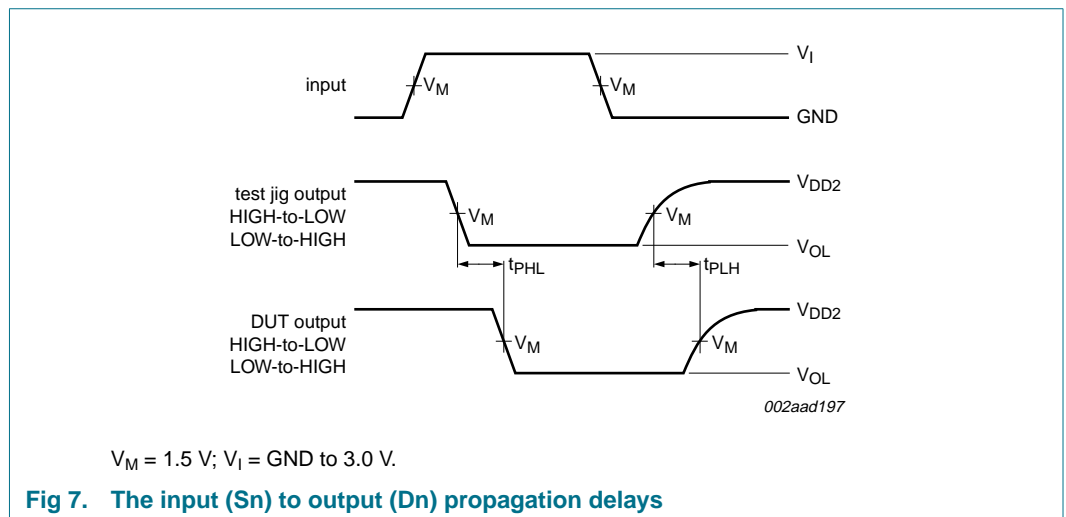 V_I
input
V_M
V_M
GND
V_DD2
test jig output
HIGH-to-LOW
LOW-to-HIGH
V_M
V_M
V_OL
t_PHL
t_PLH
V_DD2
DUT output
HIGH-to-LOW
LOW-to-HIGH
V_M
V_M
V_OL
002aad197
V_M = 1.5 V; V_I = GND to 3.0 V.
Fig 7. The input (Sn) to output (Dn) propagation delays